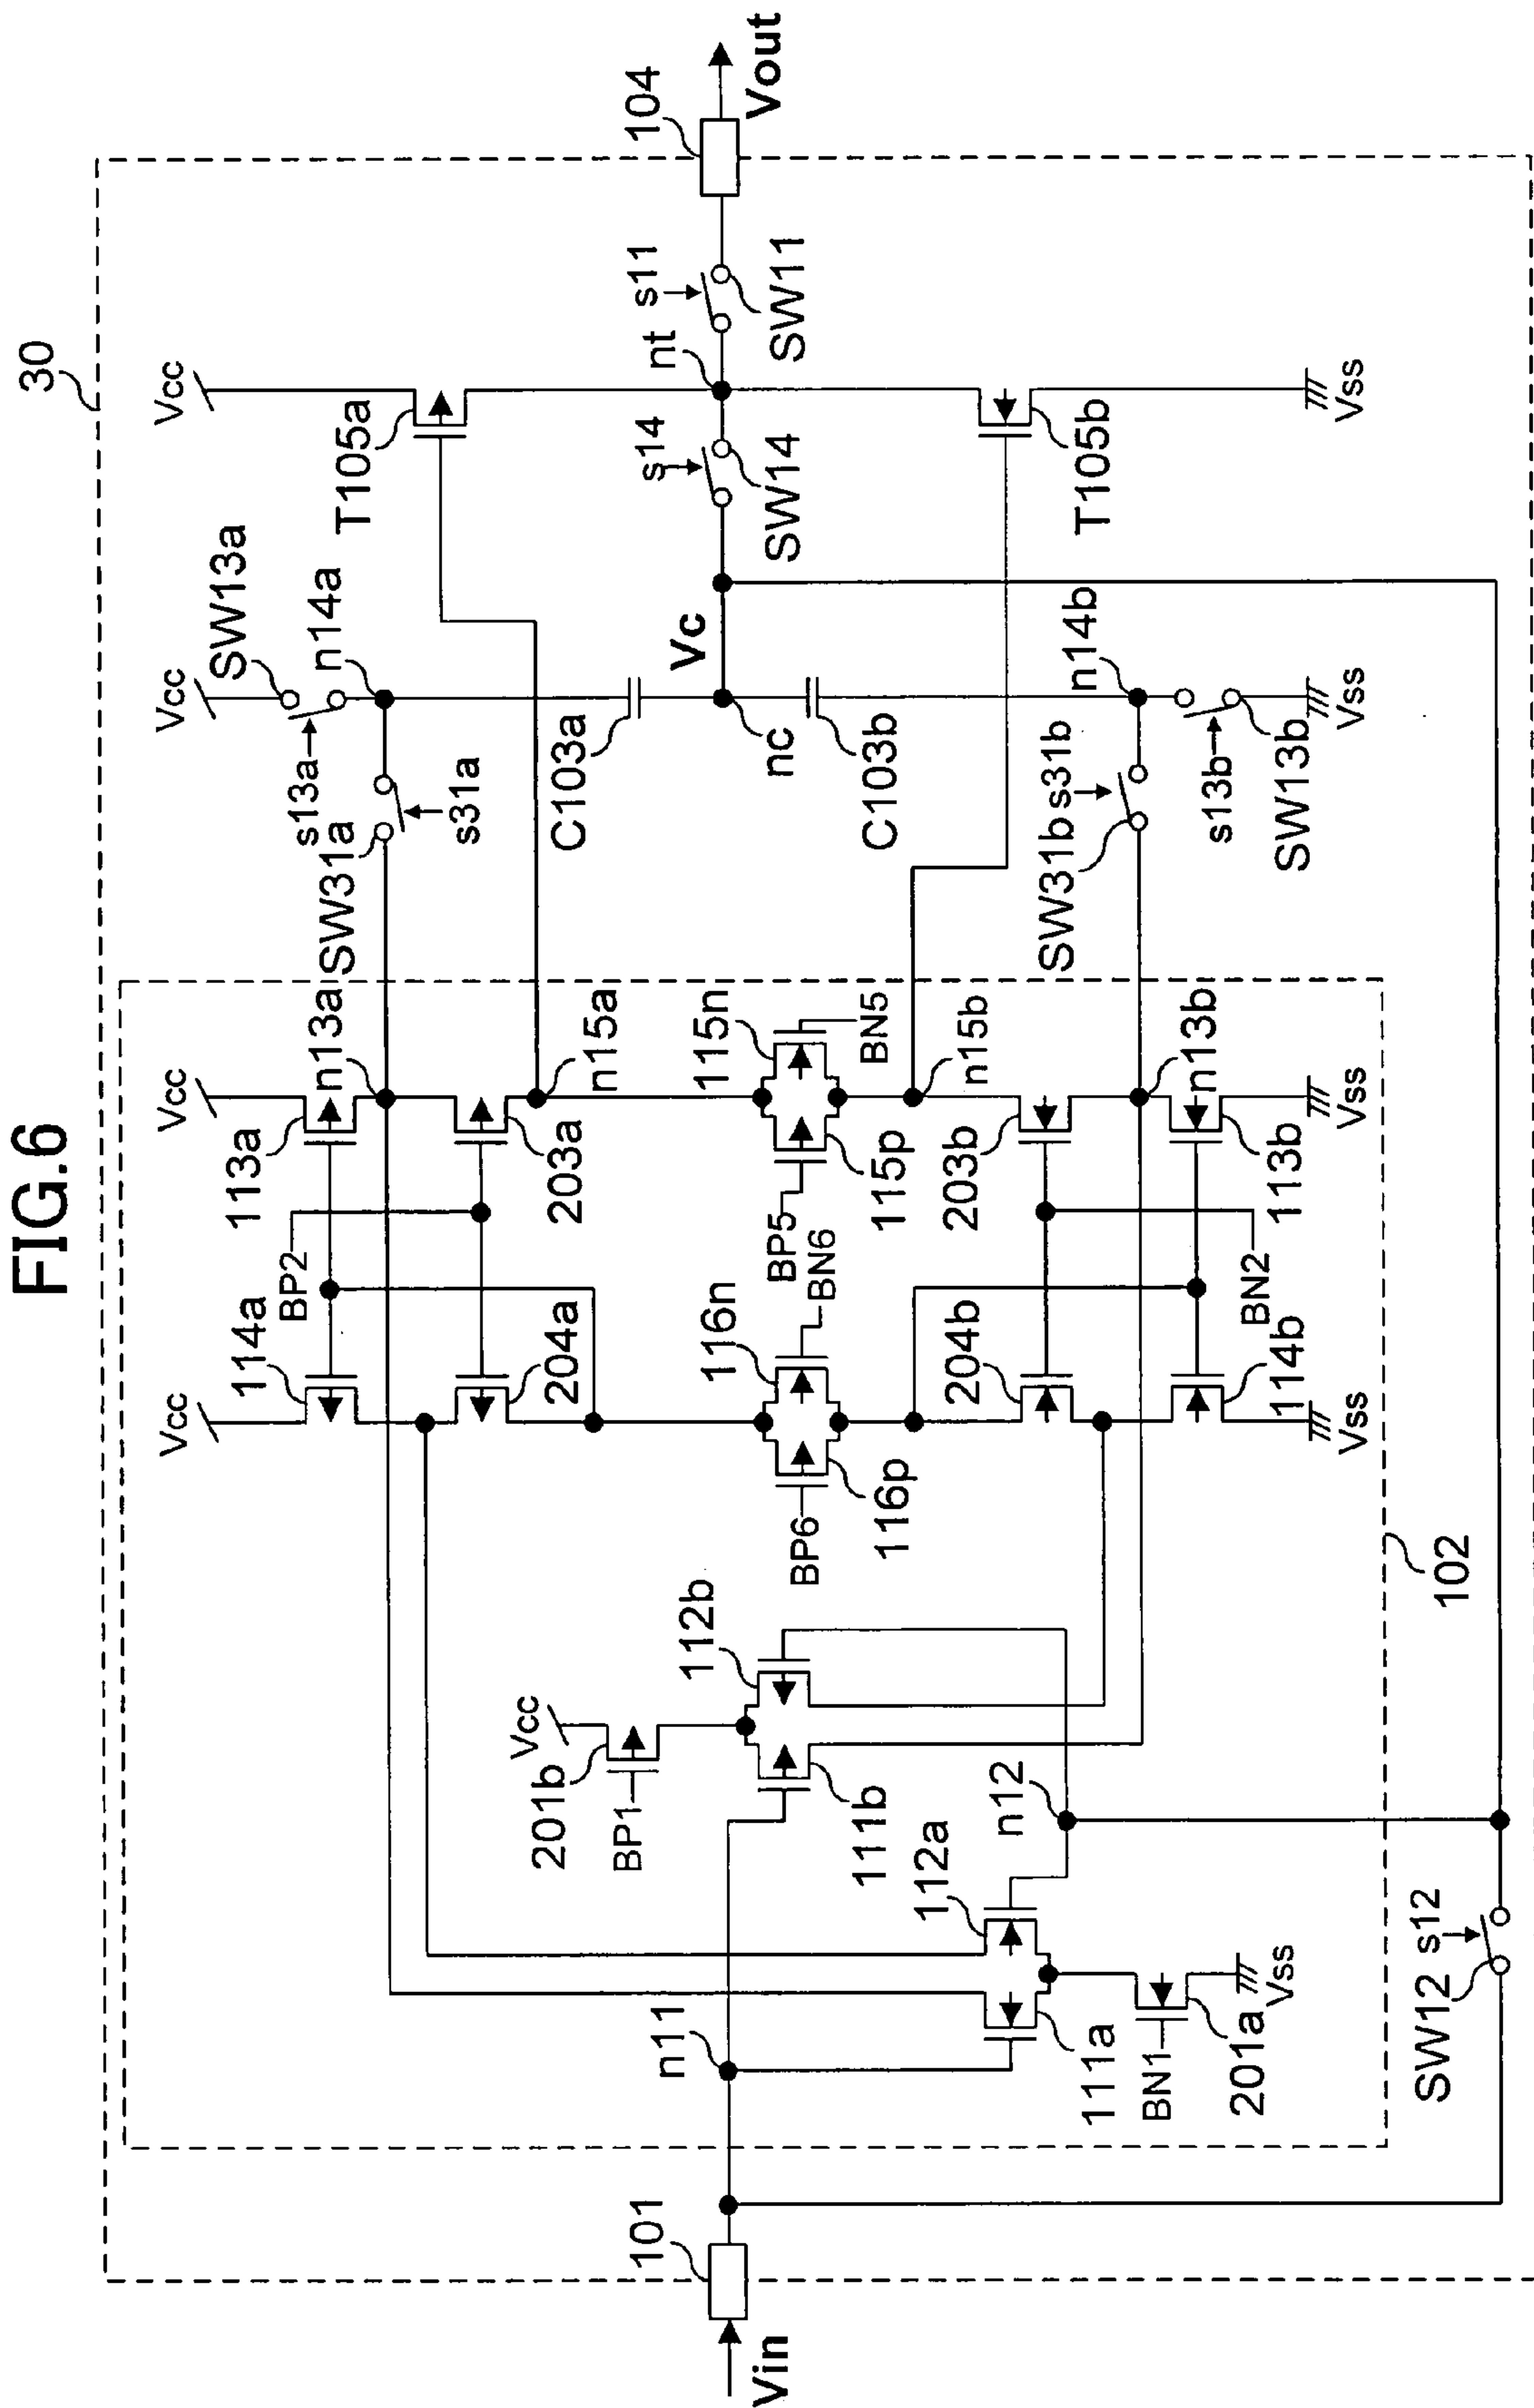 FIG.6
30
Vcc
Vcc
Vcc
Vcc
114a
113a
n13a
SW31a
s13a
SW13a
n14a
s31a
T105a
BP2
204a
203a
n15a
C103a
Vc
nc
C103b
s14
SW14
nt
s11
SW11
104
Vout
101
Vin
n11
Vcc
201b
BP1
112b
111b
BP6
116p
116n
BN6
BP5
115p
115n
BN5
n15b
n12
112a
111a
BN1
201a
Vss
204b
203b
BN2
114b
Vss
113b
n13b
Vss
SW31b
s31b
n14b
s13b
SW13b
Vss
T105b
Vss
102
SW12
s12